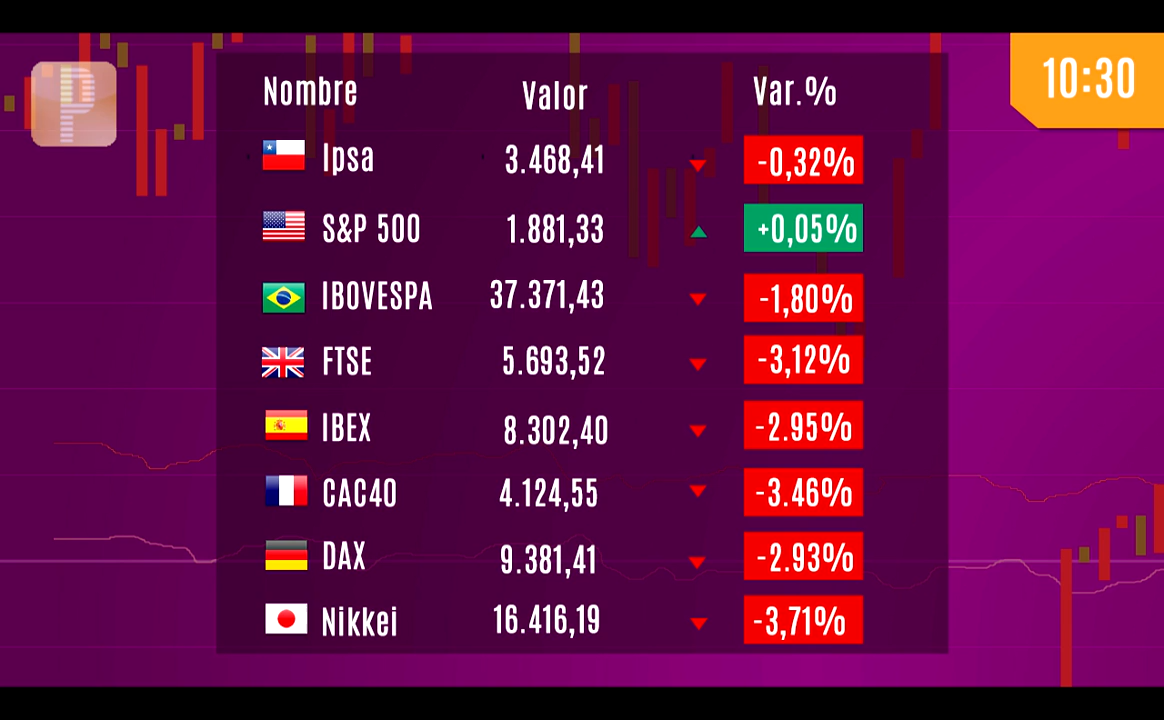 P
10:30
Nombre Valor Var.%
Ipsa 3.468,41 -0,32%
S&P 500 1.881,33 +0,05%
IBOVESPA 37.371,43 -1,80%
FTSE 5.693,52 -3,12%
IBEX 8.302,40 -2.95%
CAC40 4.124,55 -3.46%
DAX 9.381,41 -2.93%
Nikkei 16.416,19 -3,71%